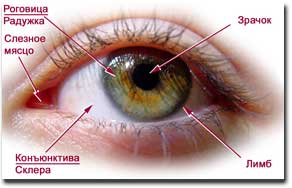 Роговица
Радужка
Зрачок
Слезное
мясцо
Конъюнктива
Склера
Лимб